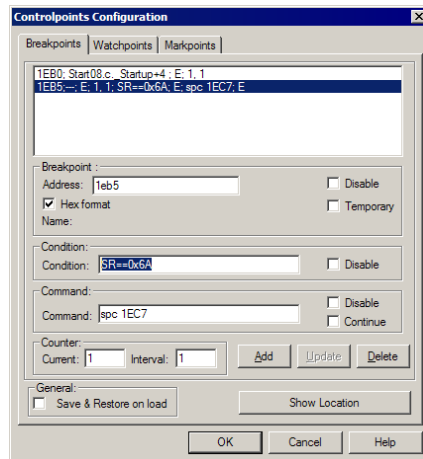 Controlpoints Configuration
Breakpoints Watchpoints Markpoints
1EB0; Start08.c._Startup+4 ; E; 1, 1
1EB5;--; E; 1, 1; SR==0x6A; E; spc 1EC7; E
Breakpoint :
Address: 1eb5 Disable
Hex format Temporary
Name:
Condition:
Condition: SR==0x6A Disable
Command:
Disable
Command: spc 1EC7
Continue
Counter:
Current: 1 Interval: 1 Add Update Delete
General:
Save & Restore on load Show Location
OK Cancel Help